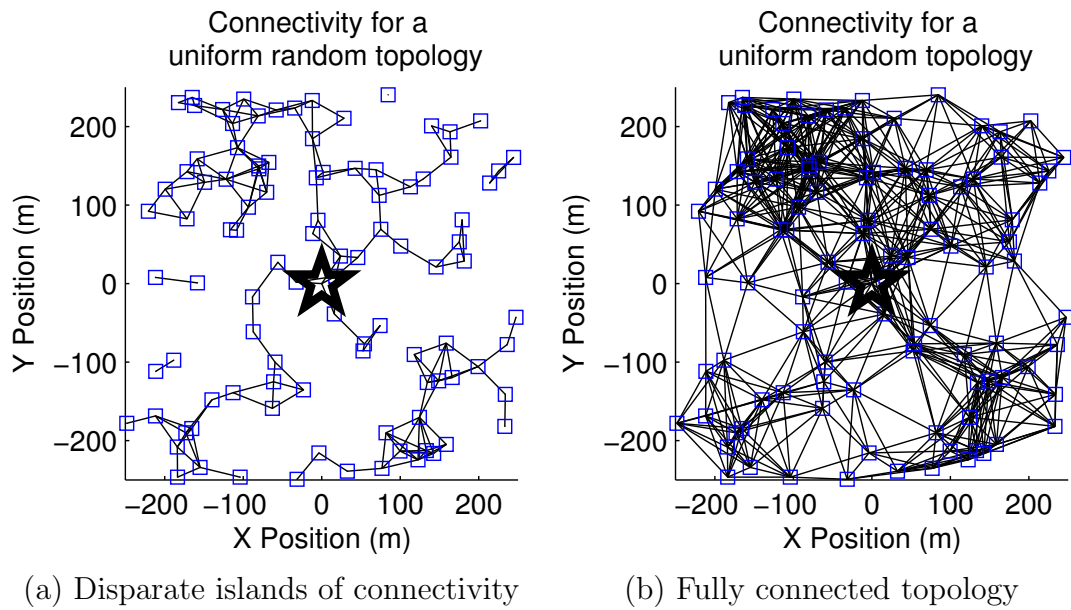 Connectivity for a
uniform random topology
Y Position (m)
200
100
0
−100
−200
−200 −100 0 100 200
X Position (m)
(a) Disparate islands of connectivity
Connectivity for a
uniform random topology
Y Position (m)
200
100
0
−100
−200
−200 −100 0 100 200
X Position (m)
(b) Fully connected topology